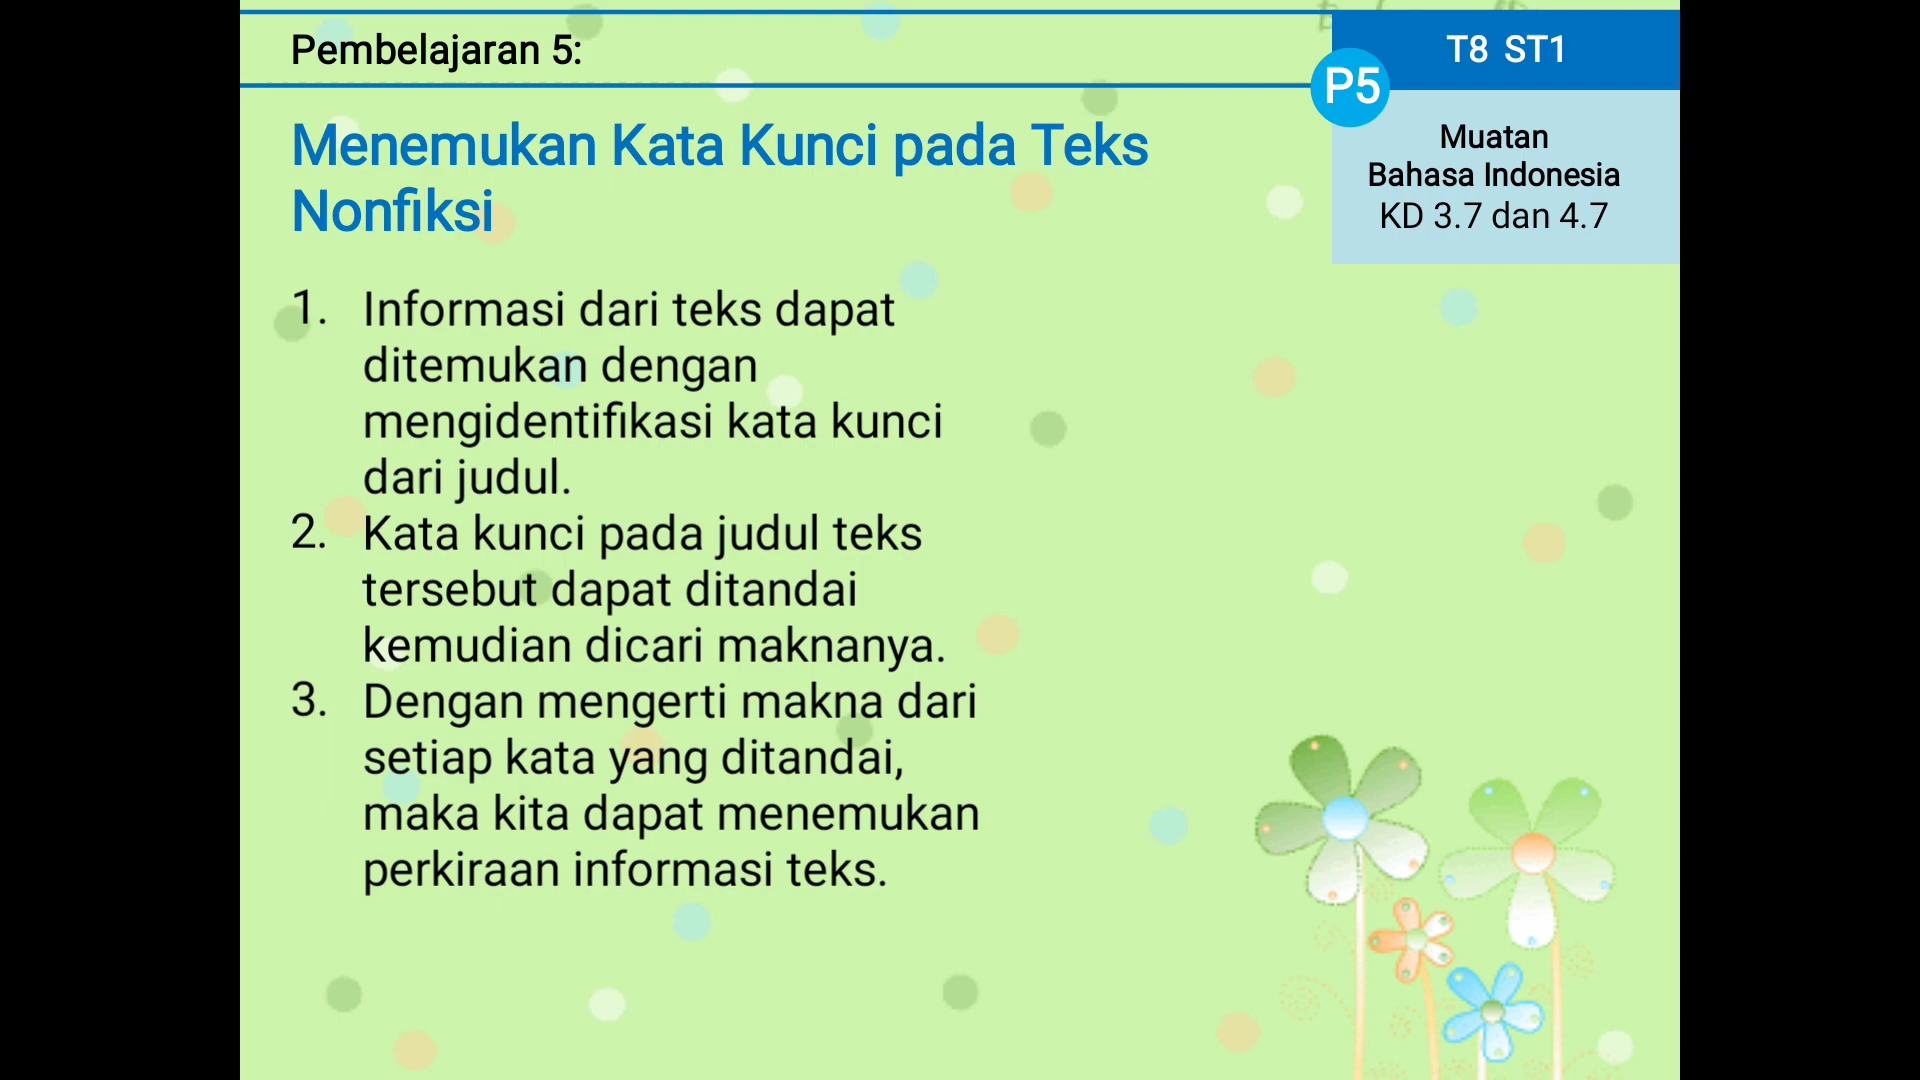 Pembelajaran 5:
T8 ST1
P5
Muatan
Bahasa Indonesia
KD 3.7 dan 4.7
Menemukan Kata Kunci pada Teks
Nonfiksi
1. Informasi dari teks dapat
ditemukan dengan
mengidentifikasi kata kunci
dari judul.
2. Kata kunci pada judul teks
tersebut dapat ditandai
kemudian dicari maknanya.
3. Dengan mengerti makna dari
setiap kata yang ditandai,
maka kita dapat menemukan
perkiraan informasi teks.